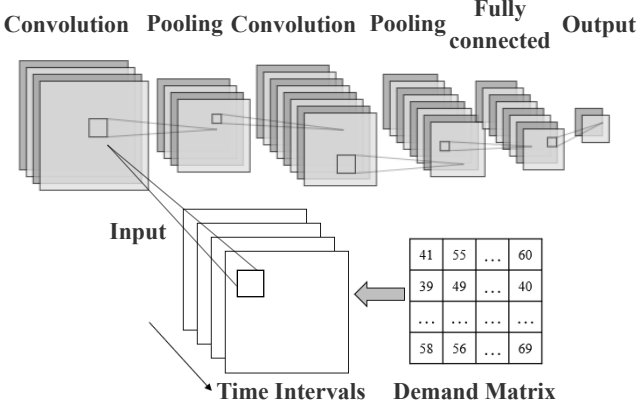 Convolution Pooling Convolution Pooling Fully connected Output
Input
41 55 ... 60
39 49 ... 40
... ... ... ...
58 56 ... 69
Time Intervals Demand Matrix